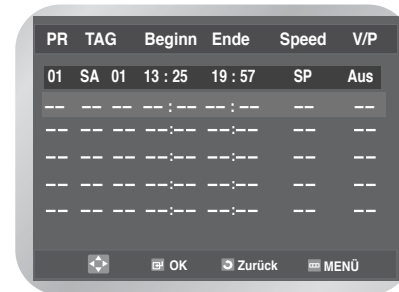 PR TAG Beginn Ende Speed V/P
01 SA 01 13 : 25 19 : 57 SP Aus
–– –– –– –– : –– –– : –– –– ––
–– –– –– ––:–– ––:–– –– ––
–– –– –– ––:–– ––:–– –– ––
–– –– –– ––:–– ––:–– –– ––
–– –– –– ––:–– ––:–– –– ––
OK Zurück MENÜ